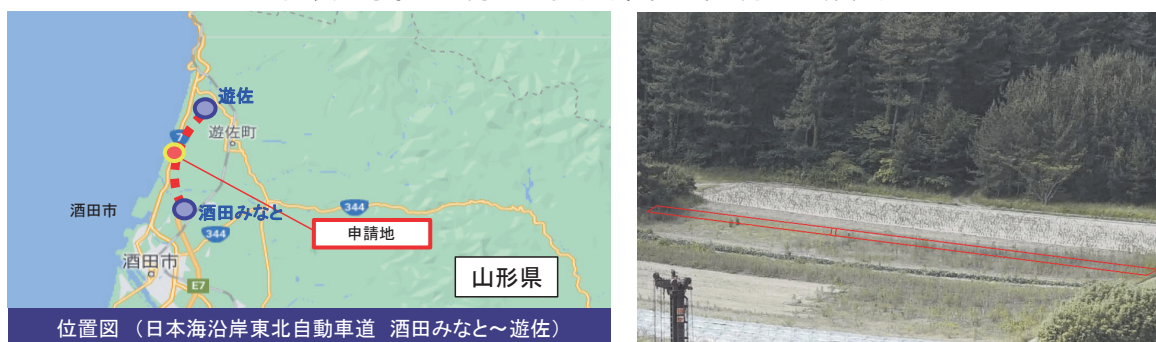 遊佐
7
遊佐町
酒田市
酒田みなと
344
344
申請地
酒田市
E7
山形県
位置図 （日本海沿岸東北自動車道 酒田みなと～遊佐）